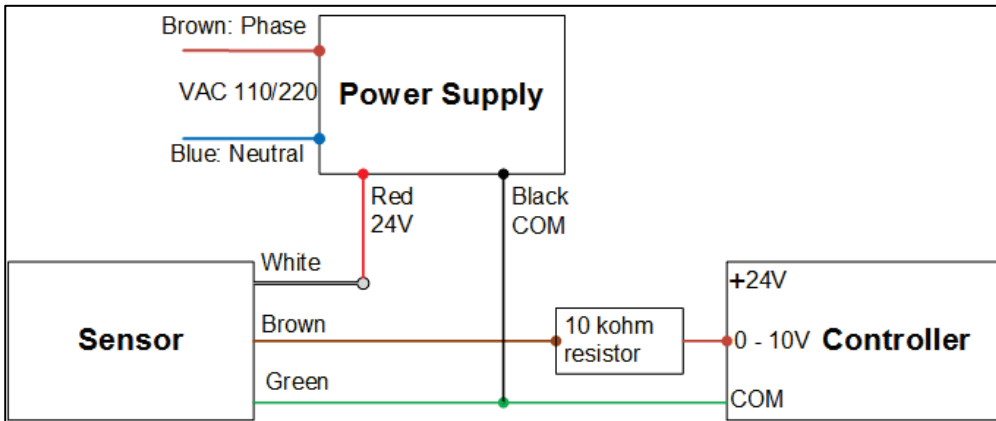 Brown: Phase
VAC 110/220
Power Supply
Blue: Neutral
Red
24V
Black
COM
White
Sensor
Brown
Green
10 kohm
resistor
+24V
0 - 10V
Controller
COM